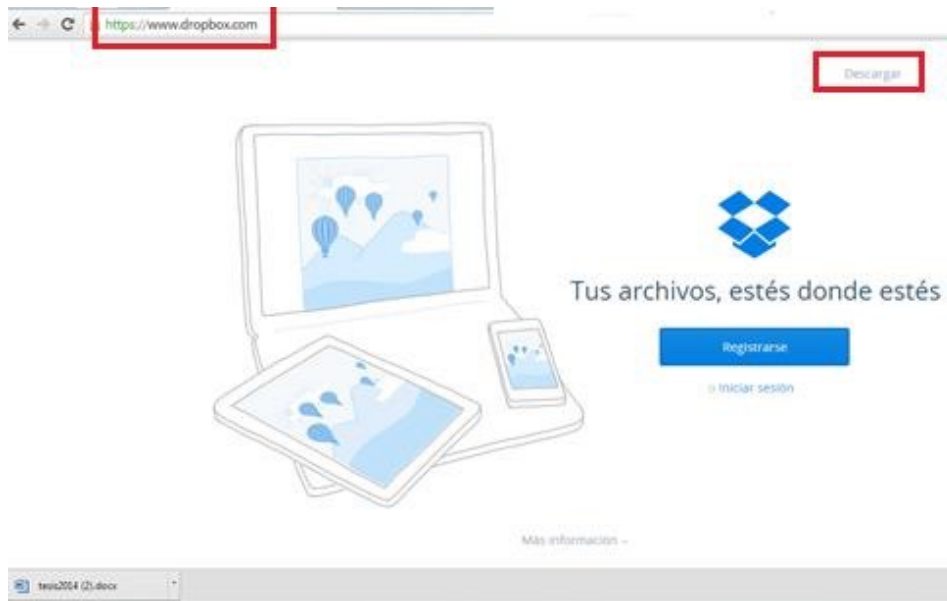 https://www.dropbox.com
Descargar
Tus archivos, estés donde estés
Registrarse
o Iniciar sesión
Más información
tesis2014 (2).docx